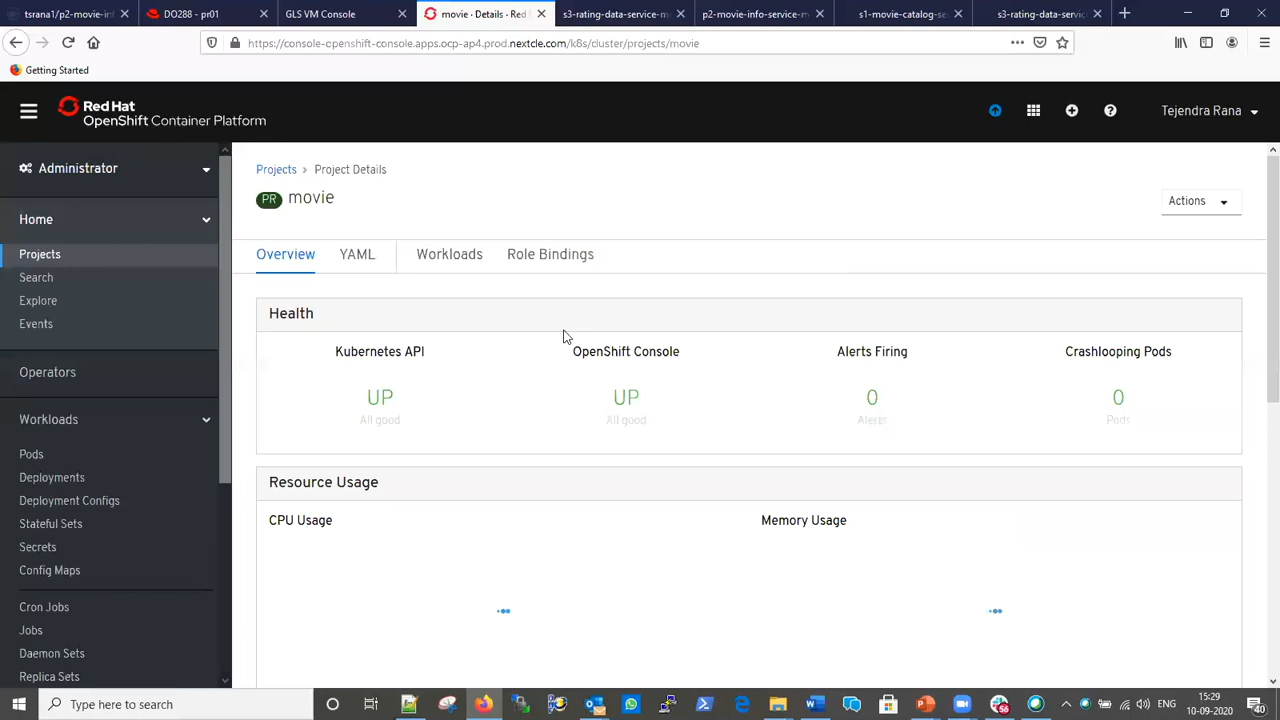 tsrana1/p2-movie-inf
DO288 - pr01
GLS VM Console
movie · Details · Red H
s3-rating-data-service-m
p2-movie-info-service-m
s1-movie-catalog-se
s3-rating-data-servic
https://console-openshift-console.apps.ocp-ap4.prod.nextcle.com/k8s/cluster/projects/movie
Getting Started
Red Hat
OpenShift Container Platform
Tejendra Rana
Administrator
Home
Projects
Search
Explore
Events
Operators
Workloads
Pods
Deployments
Deployment Configs
Stateful Sets
Secrets
Config Maps
Cron Jobs
Jobs
Daemon Sets
Replica Sets
Projects > Project Details
PR movie
Actions
Overview YAML Workloads Role Bindings
Health
Kubernetes API OpenShift Console Alerts Firing Crashlooping Pods
UP UP 0 0
All good All good Alerts Pods
Resource Usage
CPU Usage Memory Usage
Type here to search
ENG
15:29
10-09-2020
40